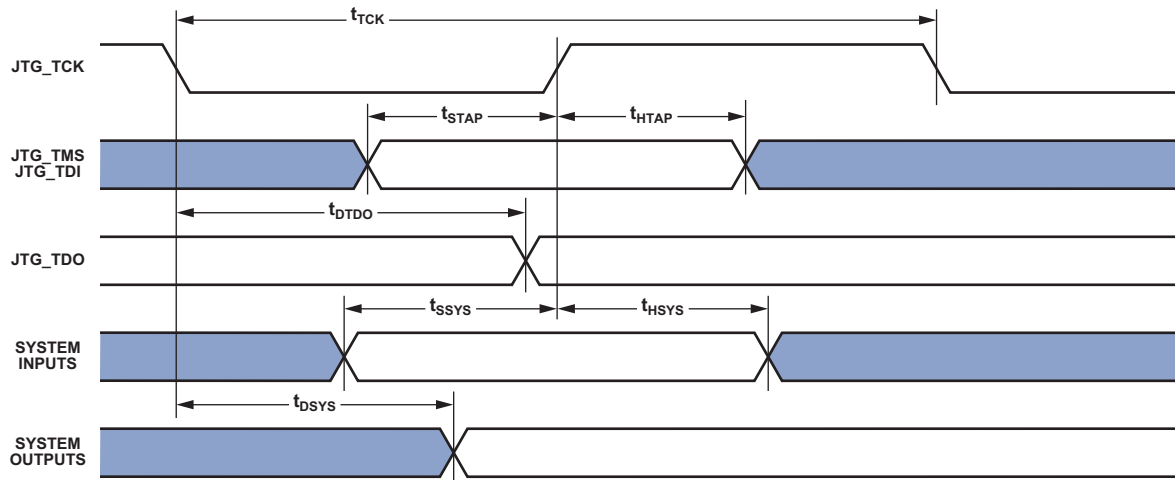 tTCK
JTG_TCK
tSTAP
tHTAP
JTG_TMS
JTG_TDI
tDTDO
JTG_TDO
tSSYS
tHSYS
SYSTEM
INPUTS
tDSYS
SYSTEM
OUTPUTS